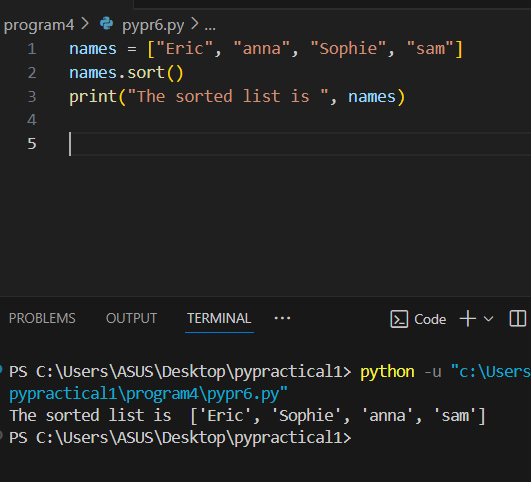 program4 > pypr6.py > ...
1 names = ["Eric", "anna", "Sophie", "sam"]
2 names.sort()
3 print("The sorted list is ", names)
4
5
PROBLEMS OUTPUT TERMINAL ... Code
PS C:\Users\ASUS\Desktop\pypractical1> python -u "c:\Users
pypractical1\program4\pypr6.py"
The sorted list is  ['Eric', 'Sophie', 'anna', 'sam']
PS C:\Users\ASUS\Desktop\pypractical1>